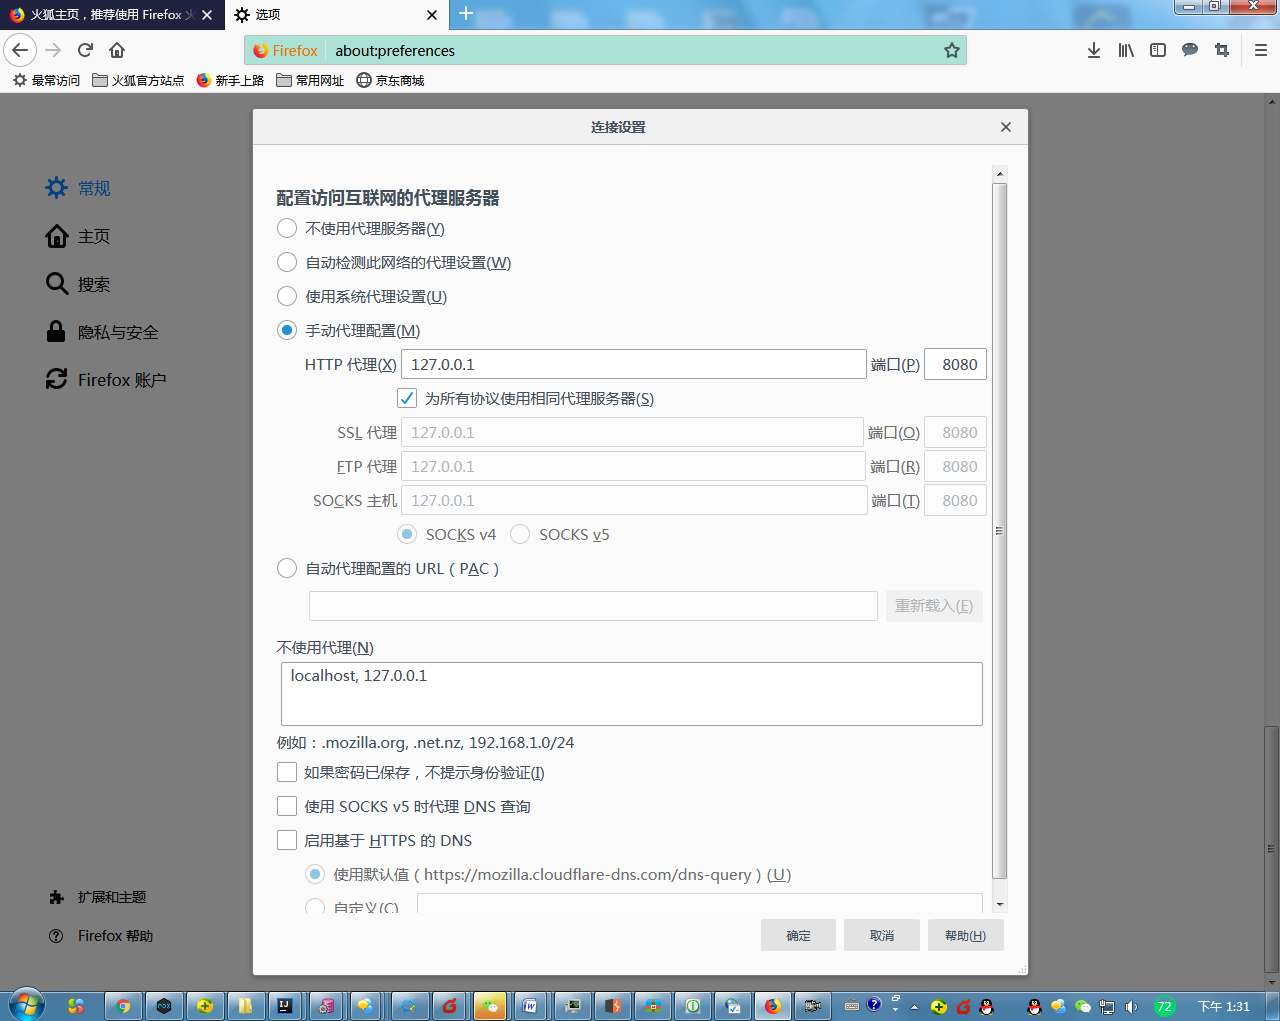 火狐主页，推荐使用 Firefox
选项
Firefox
about:preferences
最常访问
火狐官方站点
新手上路
常用网址
京东商城
连接设置
常规
主页
搜索
隐私与安全
Firefox 账户
扩展和主题
Firefox 帮助
配置访问互联网的代理服务器
不使用代理服务器(Y)
自动检测此网络的代理设置(W)
使用系统代理设置(U)
手动代理配置(M)
HTTP 代理(X) 127.0.0.1 端口(P) 8080
为所有协议使用相同代理服务器(S)
SSL 代理 127.0.0.1 端口(O) 8080
FTP 代理 127.0.0.1 端口(R) 8080
SOCKS 主机 127.0.0.1 端口(T) 8080
SOCKS v4 SOCKS v5
自动代理配置的 URL（PAC）
重新载入(E)
不使用代理(N)
localhost, 127.0.0.1
例如：.mozilla.org, .net.nz, 192.168.1.0/24
如果密码已保存，不提示身份验证(I)
使用 SOCKS v5 时代理 DNS 查询
启用基于 HTTPS 的 DNS
使用默认值（https://mozilla.cloudflare-dns.com/dns-query）(U)
自定义(C)
确定 取消 帮助(H)
72
下午 1:31